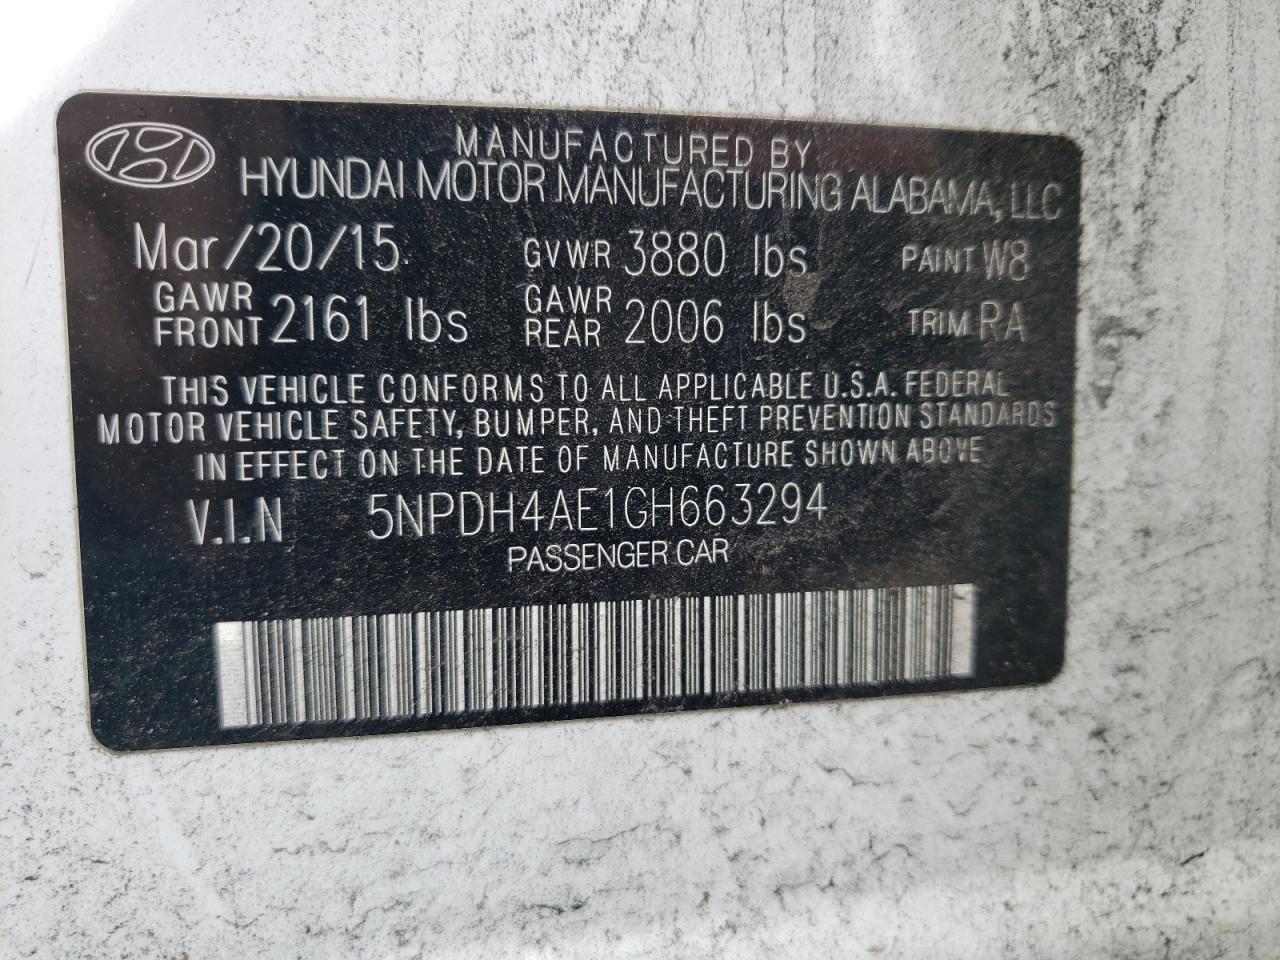 MANUFACTURED BY
HYUNDAI MOTOR MANUFACTURING ALABAMA, LLC
Mar/20/15 GVWR 3880 lbs PAINT W8
GAWR FRONT 2161 lbs GAWR REAR 2006 lbs TRIM RA
THIS VEHICLE CONFORMS TO ALL APPLICABLE U.S.A. FEDERAL
MOTOR VEHICLE SAFETY, BUMPER, AND THEFT PREVENTION STANDARDS
IN EFFECT ON THE DATE OF MANUFACTURE SHOWN ABOVE
V.I.N 5NPDH4AE1GH663294
PASSENGER CAR